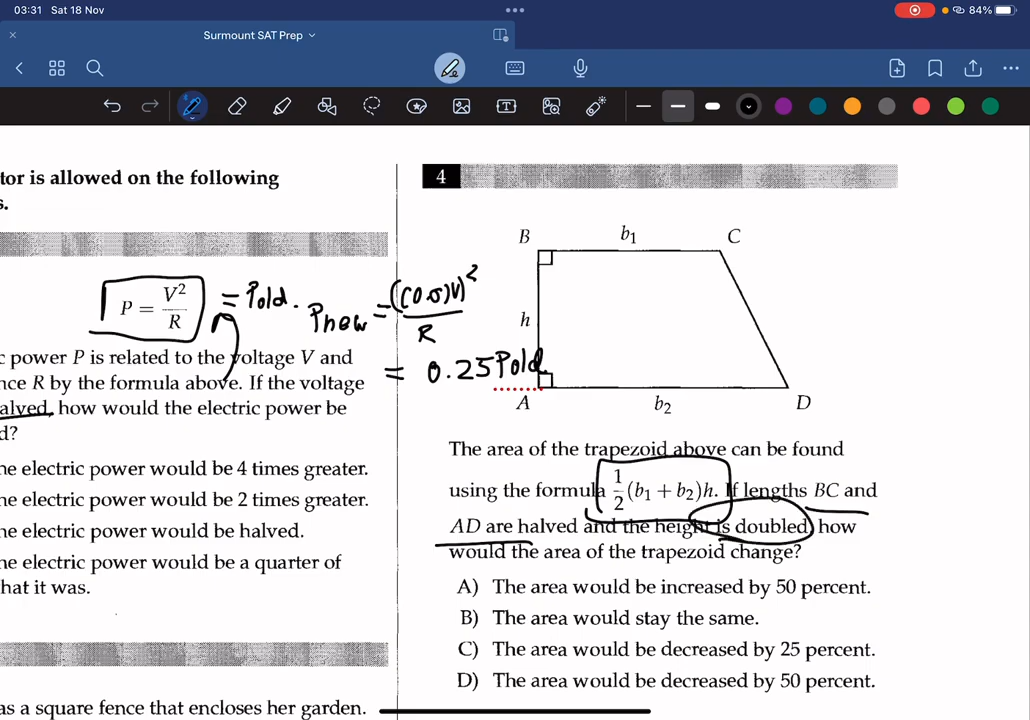 03:31 Sat 18 Nov
84%
Surmount SAT Prep
tor is allowed on the following
s.
P = V²/R
= Pold.
Pnew = ((0.5)V)²/R
= 0.25 Pold.
c power P is related to the voltage V and
nce R by the formula above. If the voltage
alved, how would the electric power be
d?
ne electric power would be 4 times greater.
ne electric power would be 2 times greater.
ne electric power would be halved.
ne electric power would be a quarter of
hat it was.
as a square fence that encloses her garden.
4
B b₁ C
h
A b₂ D
The area of the trapezoid above can be found
using the formula 1/2(b₁ + b₂)h. If lengths BC and
AD are halved and the height is doubled, how
would the area of the trapezoid change?
A) The area would be increased by 50 percent.
B) The area would stay the same.
C) The area would be decreased by 25 percent.
D) The area would be decreased by 50 percent.